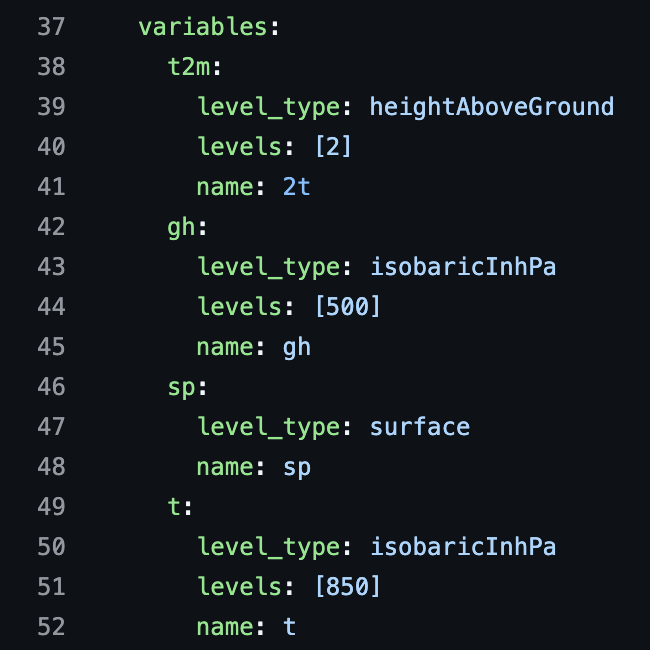 37 variables:
38 t2m:
39 level_type: heightAboveGround
40 levels: [2]
41 name: 2t
42 gh:
43 level_type: isobaricInhPa
44 levels: [500]
45 name: gh
46 sp:
47 level_type: surface
48 name: sp
49 t:
50 level_type: isobaricInhPa
51 levels: [850]
52 name: t